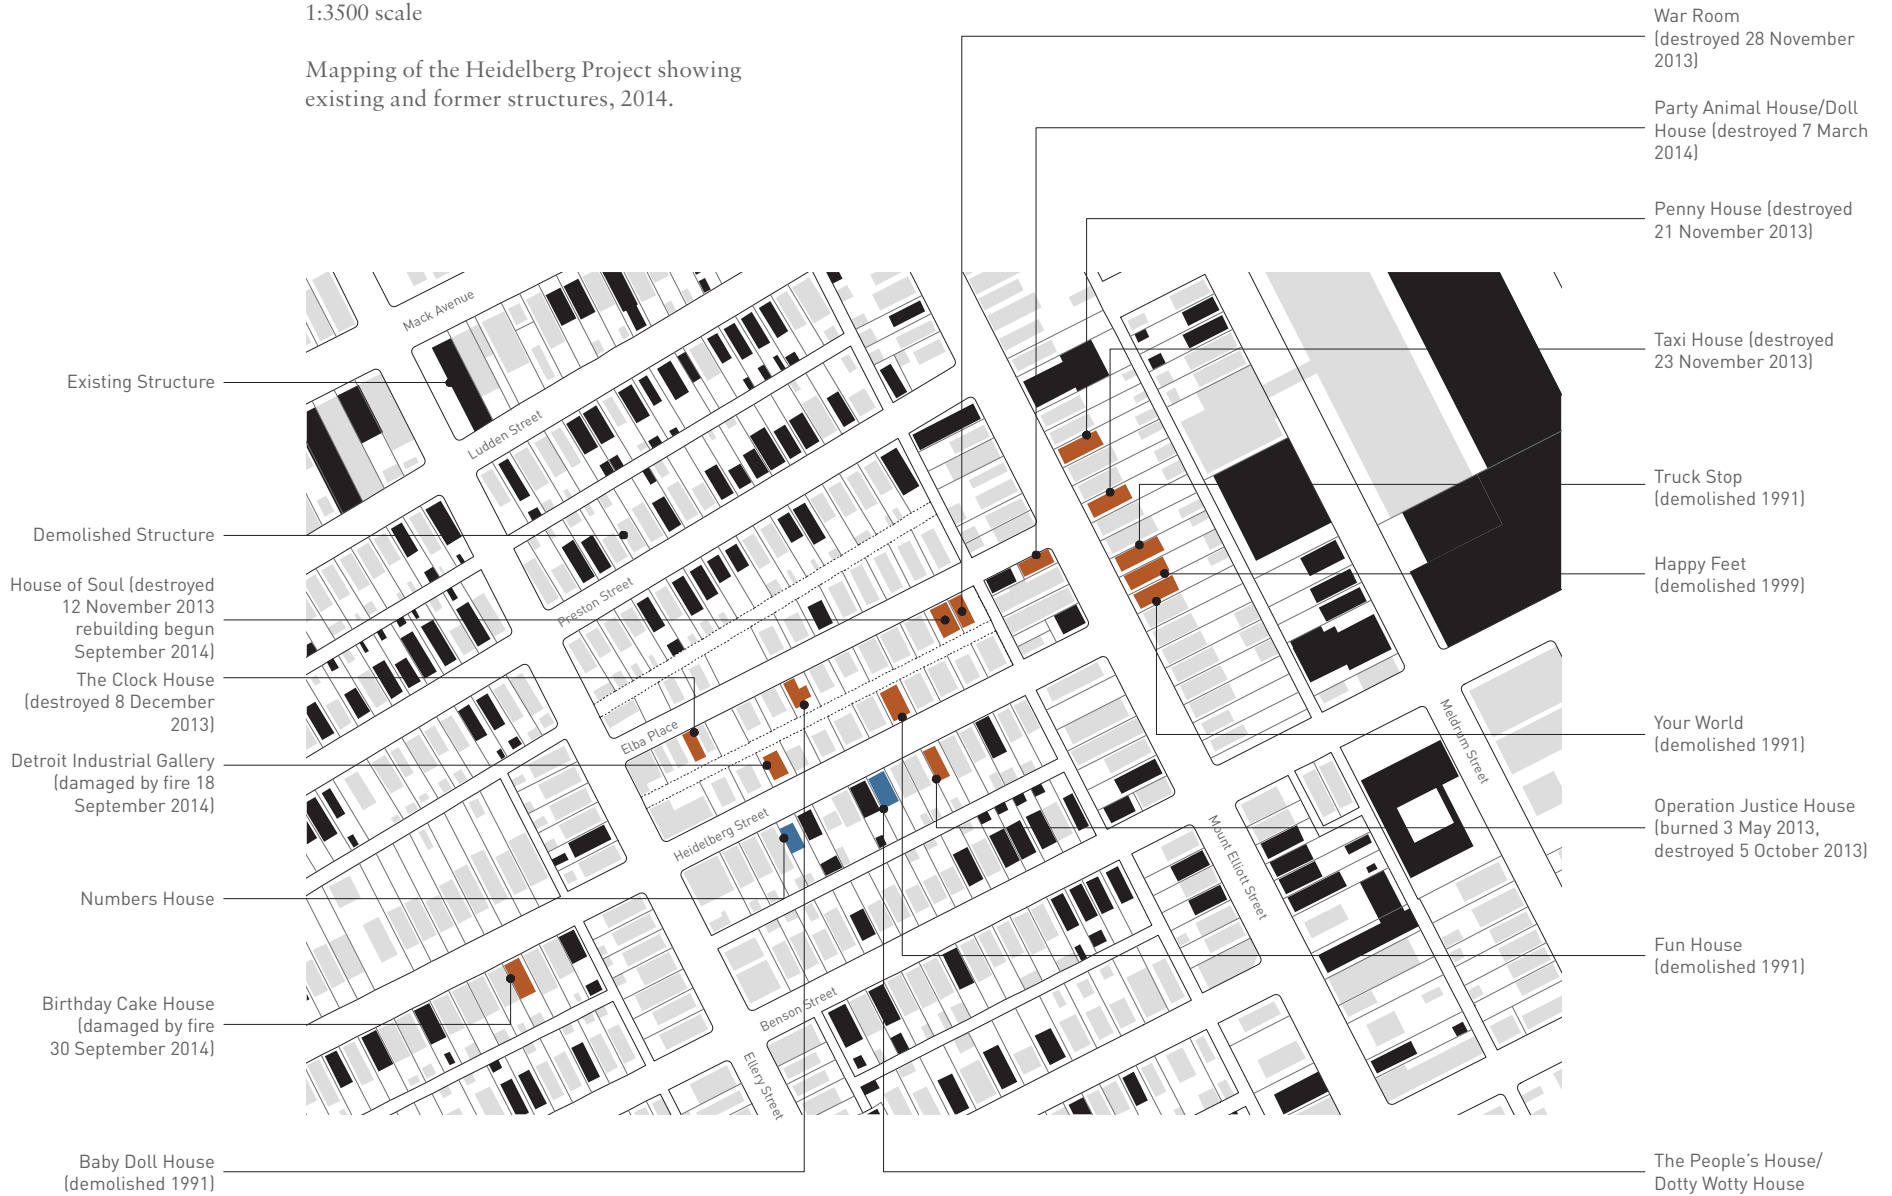 1:3500 scale
Mapping of the Heidelberg Project showing
existing and former structures, 2014.
War Room
(destroyed 28 November
2013)
Party Animal House/Doll
House (destroyed 7 March
2014)
Penny House (destroyed
21 November 2013)
Taxi House (destroyed
23 November 2013)
Truck Stop
(demolished 1991)
Happy Feet
(demolished 1999)
Your World
(demolished 1991)
Operation Justice House
(burned 3 May 2013,
destroyed 5 October 2013)
Fun House
(demolished 1991)
The People’s House/
Dotty Wotty House
Existing Structure
Demolished Structure
House of Soul (destroyed
12 November 2013
rebuilding begun
September 2014)
The Clock House
(destroyed 8 December
2013)
Detroit Industrial Gallery
(damaged by fire 18
September 2014)
Numbers House
Birthday Cake House
(damaged by fire
30 September 2014)
Baby Doll House
(demolished 1991)
Mack Avenue
Ludden Street
Preston Street
Elba Place
Heidelberg Street
Benson Street
Ellery Street
Mount Elliott Street
Meldrum Street